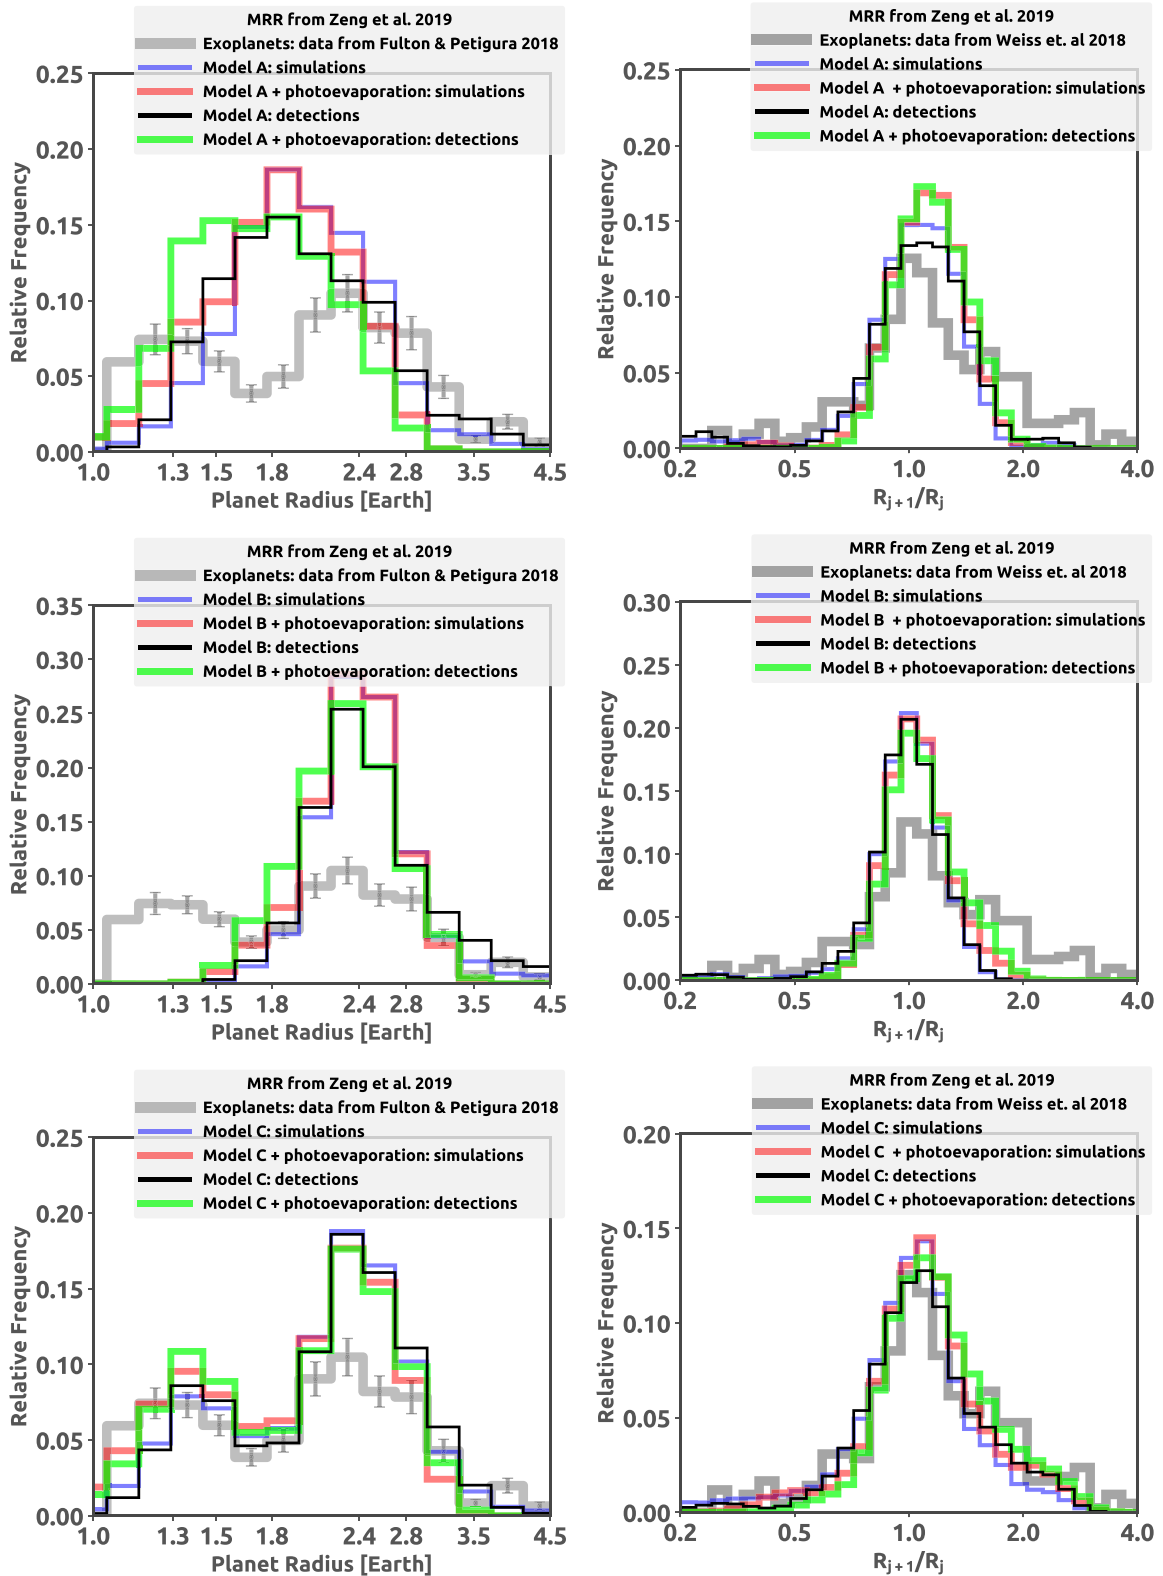 MRR from Zeng et al. 2019
Exoplanets: data from Fulton & Petigura 2018
Model A: simulations
Model A + photoevaporation: simulations
Model A: detections
Model A + photoevaporation: detections
0.25
0.20
0.15
0.10
0.05
0.00
Relative Frequency
1.0 1.3 1.5 1.8 2.4 2.8 3.5 4.5
Planet Radius [Earth]
MRR from Zeng et al. 2019
Exoplanets: data from Weiss et. al 2018
Model A: simulations
Model A + photoevaporation: simulations
Model A: detections
Model A + photoevaporation: detections
0.25
0.20
0.15
0.10
0.05
0.00
Relative Frequency
0.2 0.5 1.0 2.0 4.0
Rj+1/Rj
MRR from Zeng et al. 2019
Exoplanets: data from Fulton & Petigura 2018
Model B: simulations
Model B + photoevaporation: simulations
Model B: detections
Model B + photoevaporation: detections
0.35
0.30
0.25
0.20
0.15
0.10
0.05
0.00
Relative Frequency
1.0 1.3 1.5 1.8 2.4 2.8 3.5 4.5
Planet Radius [Earth]
MRR from Zeng et al. 2019
Exoplanets: data from Weiss et. al 2018
Model B: simulations
Model B + photoevaporation: simulations
Model B: detections
Model B + photoevaporation: detections
0.30
0.25
0.20
0.15
0.10
0.05
0.00
Relative Frequency
0.2 0.5 1.0 2.0 4.0
Rj+1/Rj
MRR from Zeng et al. 2019
Exoplanets: data from Fulton & Petigura 2018
Model C: simulations
Model C + photoevaporation: simulations
Model C: detections
Model C + photoevaporation: detections
0.25
0.20
0.15
0.10
0.05
0.00
Relative Frequency
1.0 1.3 1.5 1.8 2.4 2.8 3.5 4.5
Planet Radius [Earth]
MRR from Zeng et al. 2019
Exoplanets: data from Weiss et. al 2018
Model C: simulations
Model C + photoevaporation: simulations
Model C: detections
Model C + photoevaporation: detections
0.20
0.15
0.10
0.05
0.00
Relative Frequency
0.2 0.5 1.0 2.0 4.0
Rj+1/Rj